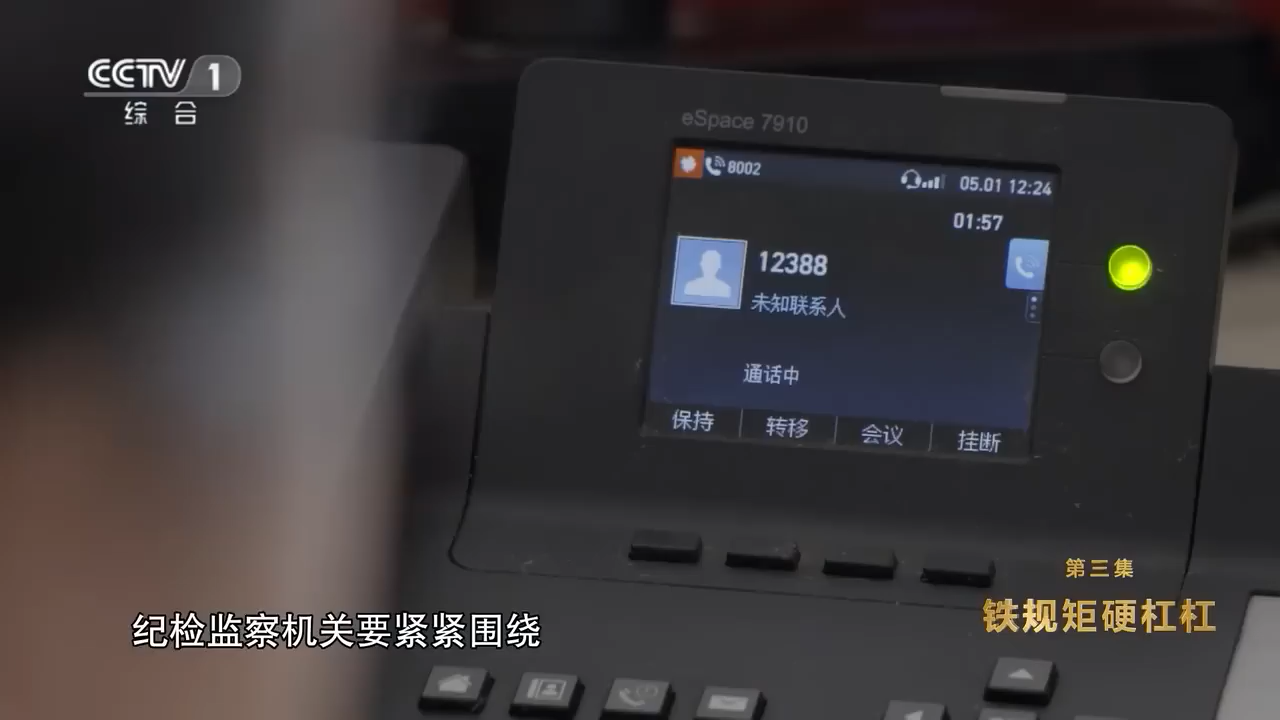 CCTV 1
综合
eSpace 7910
8002
05.01 12:24
01:57
12388
未知联系人
通话中
保持 转移 会议 挂断
第三集
铁规矩硬杠杠
纪检监察机关要紧紧围绕